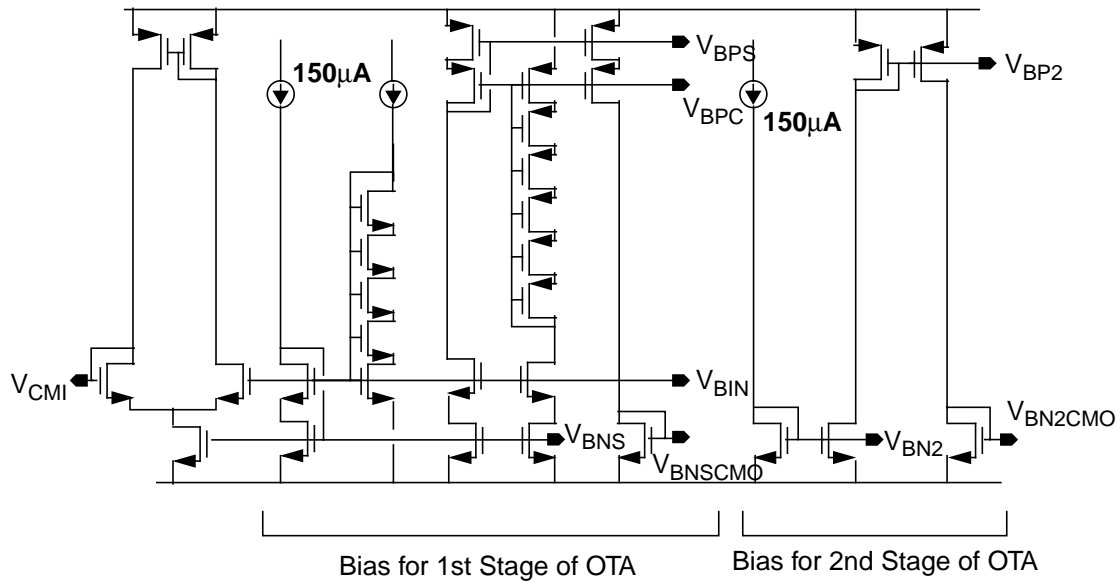 150μA
V_BPS
V_BPC
150μA
V_BP2
V_CMI
V_BIN
V_BNS
V_BNSCMO
V_BN2
V_BN2CMO
Bias for 1st Stage of OTA
Bias for 2nd Stage of OTA